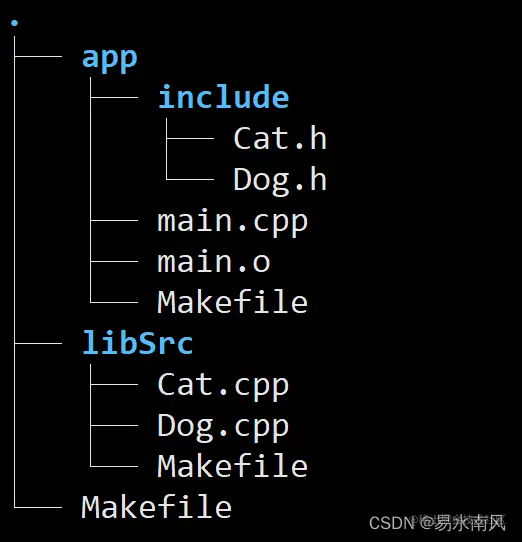 .
app
include
Cat.h
Dog.h
main.cpp
main.o
Makefile
libSrc
Cat.cpp
Dog.cpp
Makefile
Makefile
CSDN @易水南风